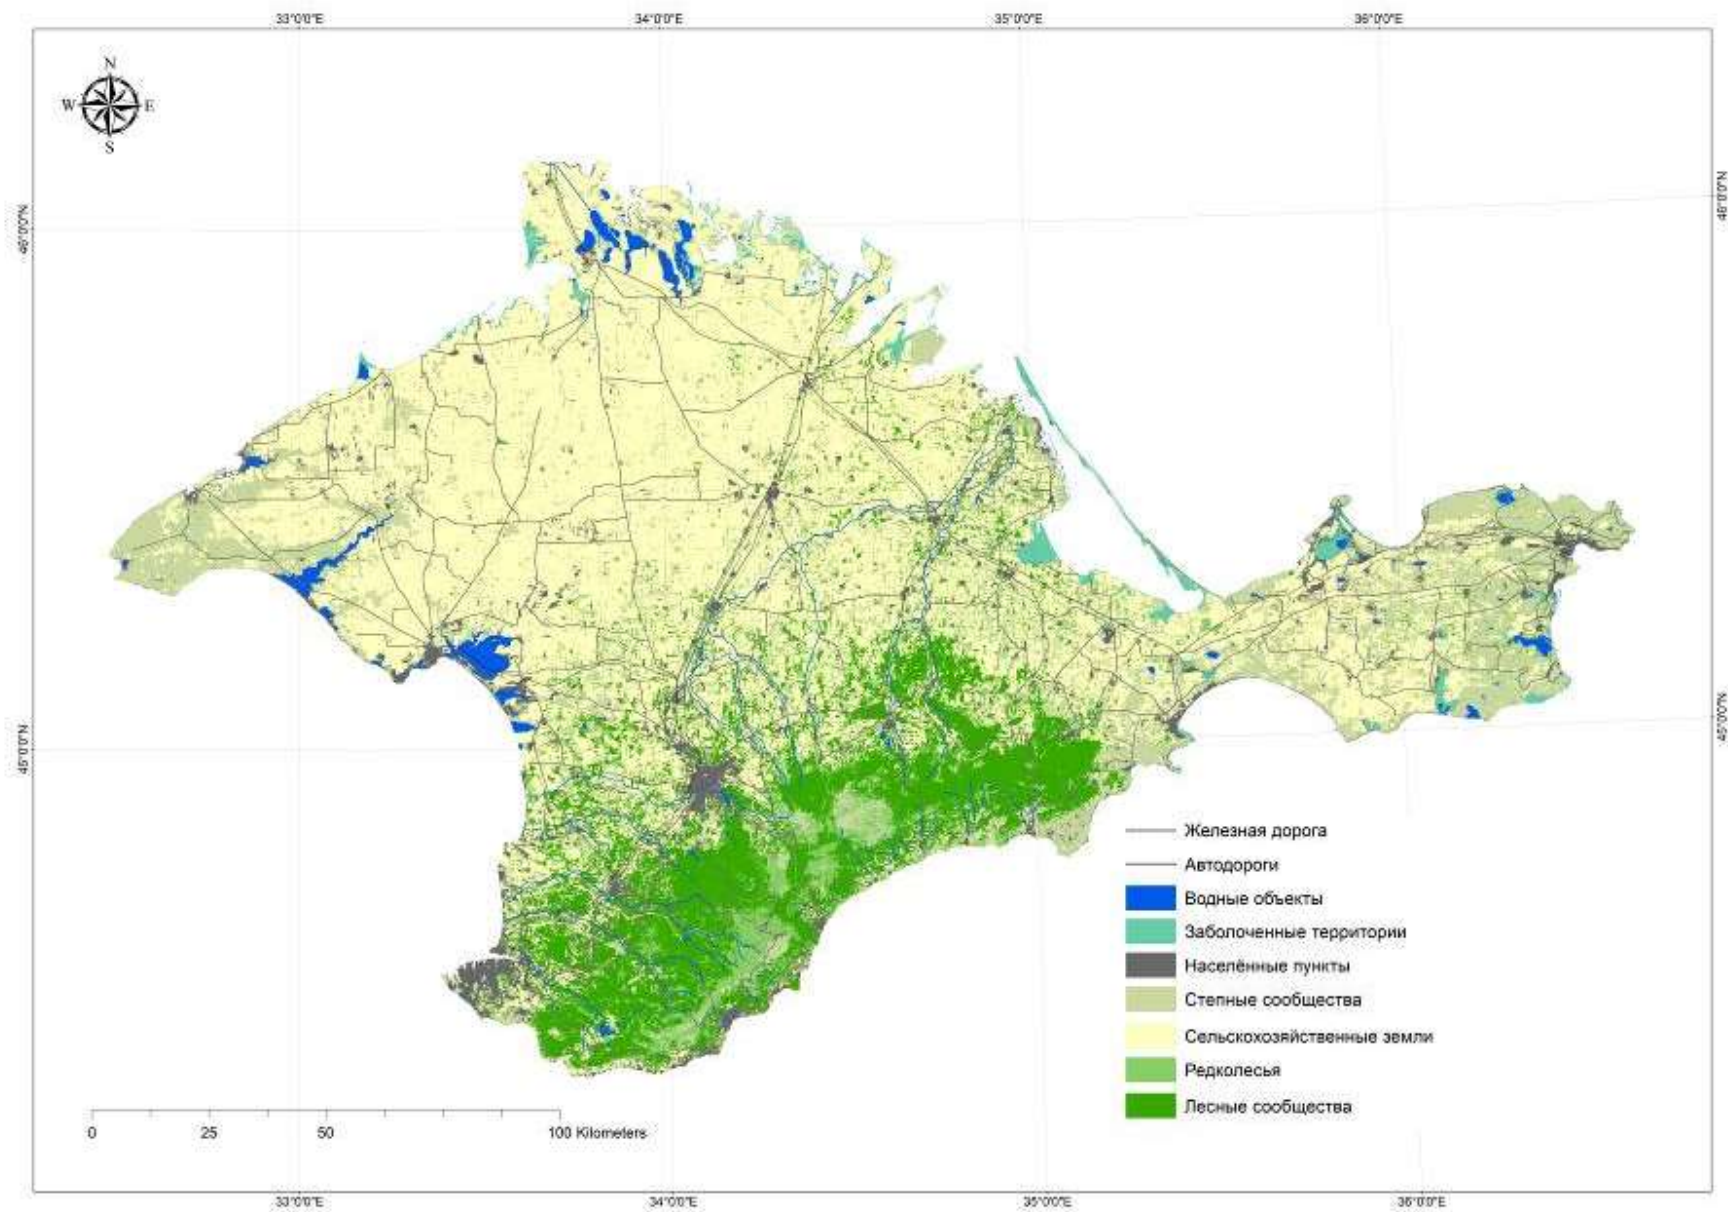 33°0'0"E 34°0'0"E 35°0'0"E 36°0'0"E
N
W E
S
46°0'0"N 46°0'0"N
45°0'0"N 45°0'0"N
Железная дорога
Автодороги
Водные объекты
Заболоченные территории
Населённые пункты
Степные сообщества
Сельскохозяйственные земли
Редколесья
Лесные сообщества
0 25 50 100 Kilometers
33°0'0"E 34°0'0"E 35°0'0"E 36°0'0"E